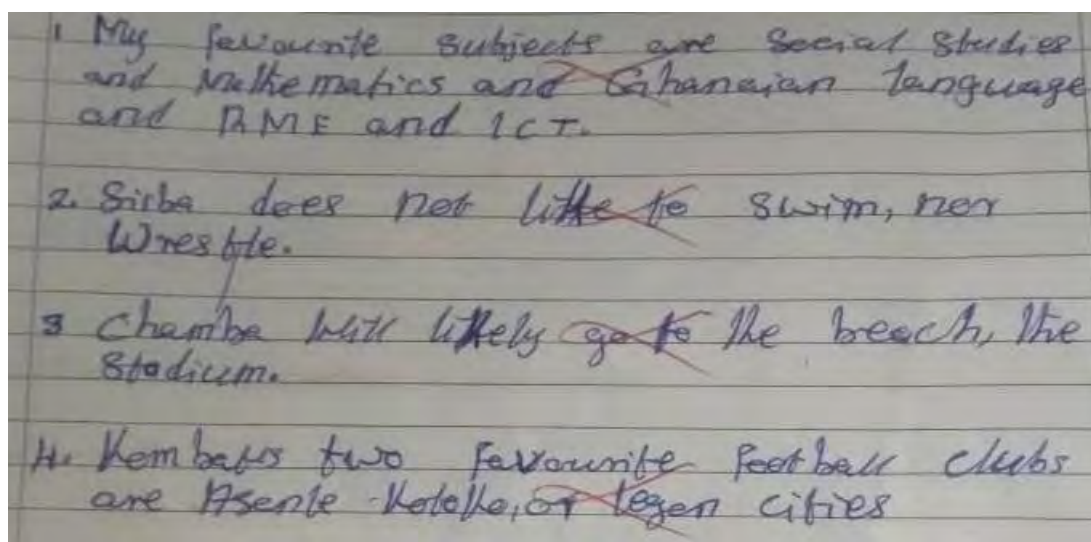 1 My favourite subjects are Social Studies
and Mathematics and Ghanaian language
and RME and ICT.
2. Sisba does not like to swim, nor
Wrestle.
3 Chamba will likely go to the beach, the
Stadium.
4. Kembat's two favourite football clubs
are Asante Kotoko, or legon cities